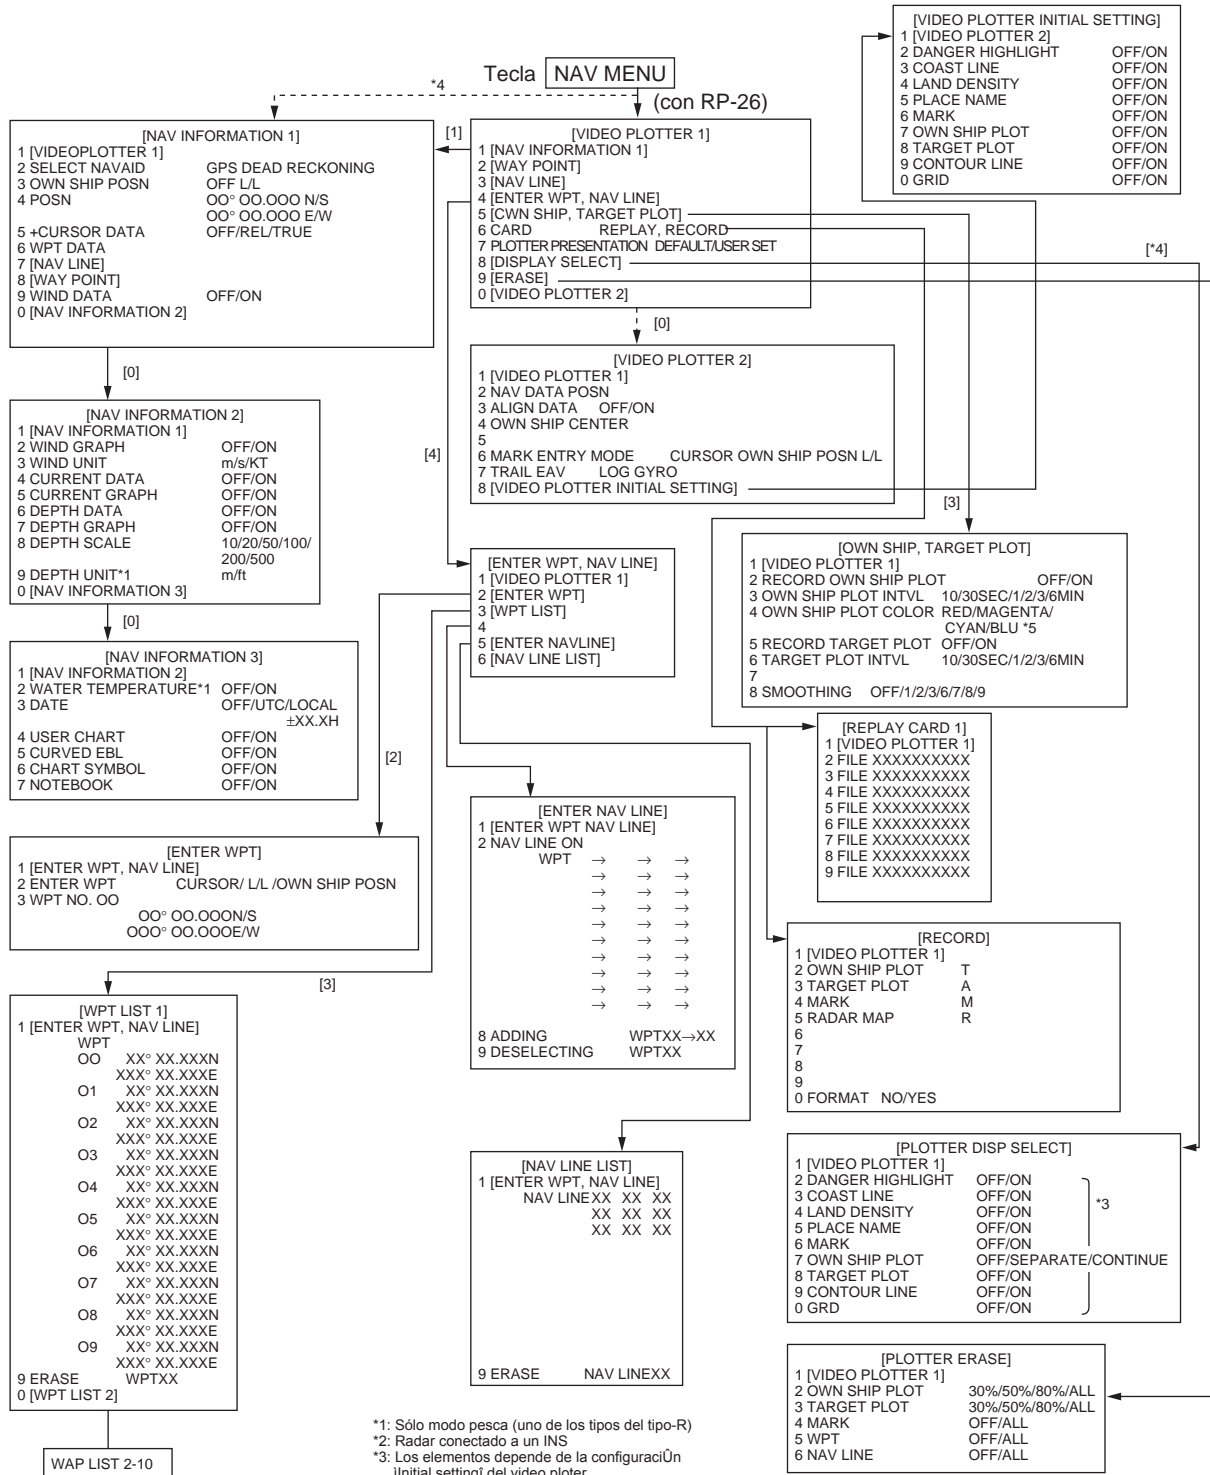 Tecla NAV MENU
(con RP-26)
*4
[VIDEO PLOTTER INITIAL SETTING]
1 [VIDEO PLOTTER 2]
2 DANGER HIGHLIGHT OFF/ON
3 COAST LINE OFF/ON
4 LAND DENSITY OFF/ON
5 PLACE NAME OFF/ON
6 MARK OFF/ON
7 OWN SHIP PLOT OFF/ON
8 TARGET PLOT OFF/ON
9 CONTOUR LINE OFF/ON
0 GRID OFF/ON
[NAV INFORMATION 1]
1 [VIDEOPLOTTER 1]
2 SELECT NAVAID GPS DEAD RECKONING
3 OWN SHIP POSN OFF L/L
4 POSN OO° OO.OOO N/S
OO° OO.OOO E/W
5 +CURSOR DATA OFF/REL/TRUE
6 WPT DATA
7 [NAV LINE]
8 [WAY POINT]
9 WIND DATA OFF/ON
0 [NAV INFORMATION 2]
[1]
[VIDEO PLOTTER 1]
1 [NAV INFORMATION 1]
2 [WAY POINT]
3 [NAV LINE]
4 [ENTER WPT, NAV LINE]
5 [CWN SHIP, TARGET PLOT]
6 CARD REPLAY, RECORD
7 PLOTTER PRESENTATION DEFAULT/USER SET
8 [DISPLAY SELECT]
9 [ERASE]
0 [VIDEO PLOTTER 2]
[*4]
[0]
[0]
[VIDEO PLOTTER 2]
1 [VIDEO PLOTTER 1]
2 NAV DATA POSN
3 ALIGN DATA OFF/ON
4 OWN SHIP CENTER
5
6 MARK ENTRY MODE CURSOR OWN SHIP POSN L/L
7 TRAIL EAV LOG GYRO
8 [VIDEO PLOTTER INITIAL SETTING]
[NAV INFORMATION 2]
1 [NAV INFORMATION 1]
2 WIND GRAPH OFF/ON
3 WIND UNIT m/s/KT
4 CURRENT DATA OFF/ON
5 CURRENT GRAPH OFF/ON
6 DEPTH DATA OFF/ON
7 DEPTH GRAPH OFF/ON
8 DEPTH SCALE 10/20/50/100/
200/500
9 DEPTH UNIT*1 m/ft
0 [NAV INFORMATION 3]
[4]
[3]
[0]
[ENTER WPT, NAV LINE]
1 [VIDEO PLOTTER 1]
2 [ENTER WPT]
3 [WPT LIST]
4
5 [ENTER NAVLINE]
6 [NAV LINE LIST]
[OWN SHIP, TARGET PLOT]
1 [VIDEO PLOTTER 1]
2 RECORD OWN SHIP PLOT OFF/ON
3 OWN SHIP PLOT INTVL 10/30SEC/1/2/3/6MIN
4 OWN SHIP PLOT COLOR RED/MAGENTA/
CYAN/BLU *5
5 RECORD TARGET PLOT OFF/ON
6 TARGET PLOT INTVL 10/30SEC/1/2/3/6MIN
7
8 SMOOTHING OFF/1/2/3/6/7/8/9
[NAV INFORMATION 3]
1 [NAV INFORMATION 2]
2 WATER TEMPERATURE*1 OFF/ON
3 DATE OFF/UTC/LOCAL
±XX.XH
4 USER CHART OFF/ON
5 CURVED EBL OFF/ON
6 CHART SYMBOL OFF/ON
7 NOTEBOOK OFF/ON
[2]
[REPLAY CARD 1]
1 [VIDEO PLOTTER 1]
2 FILE XXXXXXXXXX
3 FILE XXXXXXXXXX
4 FILE XXXXXXXXXX
5 FILE XXXXXXXXXX
6 FILE XXXXXXXXXX
7 FILE XXXXXXXXXX
8 FILE XXXXXXXXXX
9 FILE XXXXXXXXXX
[ENTER WPT]
1 [ENTER WPT, NAV LINE]
2 ENTER WPT CURSOR/ L/L /OWN SHIP POSN
3 WPT NO. OO
OO° OO.OOON/S
OOO° OO.OOOE/W
[3]
[ENTER NAV LINE]
1 [ENTER WPT NAV LINE]
2 NAV LINE ON
WPT → → →
→ → →
→ → →
→ → →
→ → →
→ → →
→ → →
→ → →
→ → →
→ → →
8 ADDING WPTXX→XX
9 DESELECTING WPTXX
[RECORD]
1 [VIDEO PLOTTER 1]
2 OWN SHIP PLOT T
3 TARGET PLOT A
4 MARK M
5 RADAR MAP R
6
7
8
9
0 FORMAT NO/YES
[WPT LIST 1]
1 [ENTER WPT, NAV LINE]
WPT
OO XX° XX.XXXN
XXX° XX.XXXE
O1 XX° XX.XXXN
XXX° XX.XXXE
O2 XX° XX.XXXN
XXX° XX.XXXE
O3 XX° XX.XXXN
XXX° XX.XXXE
O4 XX° XX.XXXN
XXX° XX.XXXE
O5 XX° XX.XXXN
XXX° XX.XXXE
O6 XX° XX.XXXN
XXX° XX.XXXE
O7 XX° XX.XXXN
XXX° XX.XXXE
O8 XX° XX.XXXN
XXX° XX.XXXE
O9 XX° XX.XXXN
XXX° XX.XXXE
9 ERASE WPTXX
0 [WPT LIST 2]
WAP LIST 2-10
[NAV LINE LIST]
1 [ENTER WPT, NAV LINE]
NAV LINE XX XX XX
XX XX XX
XX XX XX
9 ERASE NAV LINEXX
[PLOTTER DISP SELECT]
1 [VIDEO PLOTTER 1]
2 DANGER HIGHLIGHT OFF/ON
3 COAST LINE OFF/ON
4 LAND DENSITY OFF/ON
*3
5 PLACE NAME OFF/ON
6 MARK OFF/ON
7 OWN SHIP PLOT OFF/SEPARATE/CONTINUE
8 TARGET PLOT OFF/ON
9 CONTOUR LINE OFF/ON
0 GRD OFF/ON
[PLOTTER ERASE]
1 [VIDEO PLOTTER 1]
2 OWN SHIP PLOT 30%/50%/80%/ALL
3 TARGET PLOT 30%/50%/80%/ALL
4 MARK OFF/ALL
5 WPT OFF/ALL
6 NAV LINE OFF/ALL
*1: Sólo modo pesca (uno de los tipos del tipo-R)
*2: Radar conectado a un INS
*3: Los elementos depende de la configuraciÛn
ìInitial settingî del video ploter